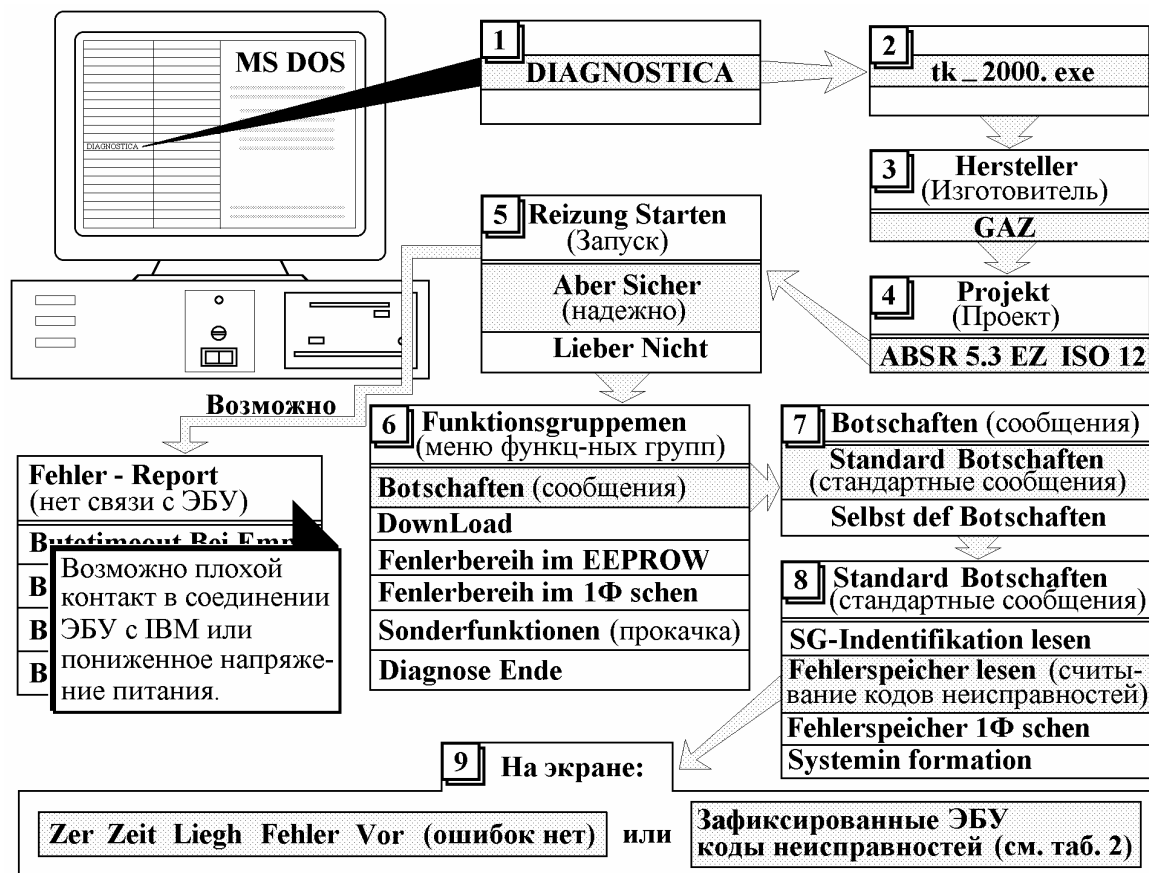 MS DOS
DIAGNOSTICA
1
DIAGNOSTICA
2
tk_2000. exe
3
Hersteller
(Изготовитель)
GAZ
4
Projekt
(Проект)
ABSR 5.3 EZ ISO 12
5
Reizung Starten
(Запуск)
Aber Sicher
(надежно)
Lieber Nicht
Возможно
Fehler - Report
(нет связи с ЭБУ)
Bei
B
B
B
Возможно плохой
контакт в соединении
ЭБУ с IBM или
пониженное напряже-
ние питания.
6
Funktionsgruppemen
(меню функц-ных групп)
Botschaften (сообщения)
DownLoad
Fenlerbereih im EEPROW
Fenlerbereih im 1Ф schen
Sonderfunktionen (прокачка)
Diagnose Ende
7
Botschaften (сообщения)
Standard Botschaften
(стандартные сообщения)
Selbst def Botschaften
8
Standard Botschaften
(стандартные сообщения)
SG-Indentifikation lesen
Fehlerspeicher lesen (считы-
вание кодов неисправностей)
Fehlerspeicher 1Ф schen
Systemin formation
9
На экране:
Zer Zeit Liegh Fehler Vor (ошибок нет)
или
Зафиксированные ЭБУ
коды неисправностей (см. таб. 2)